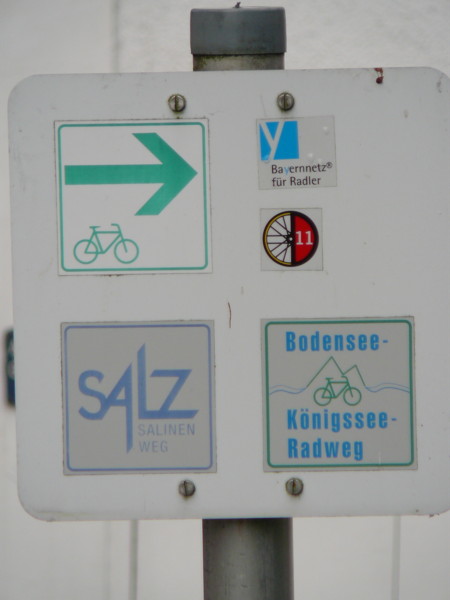 y
Bayernnetz®
für Radler
11
SALZ
SALINEN
WEG
Bodensee-
Königssee-
Radweg